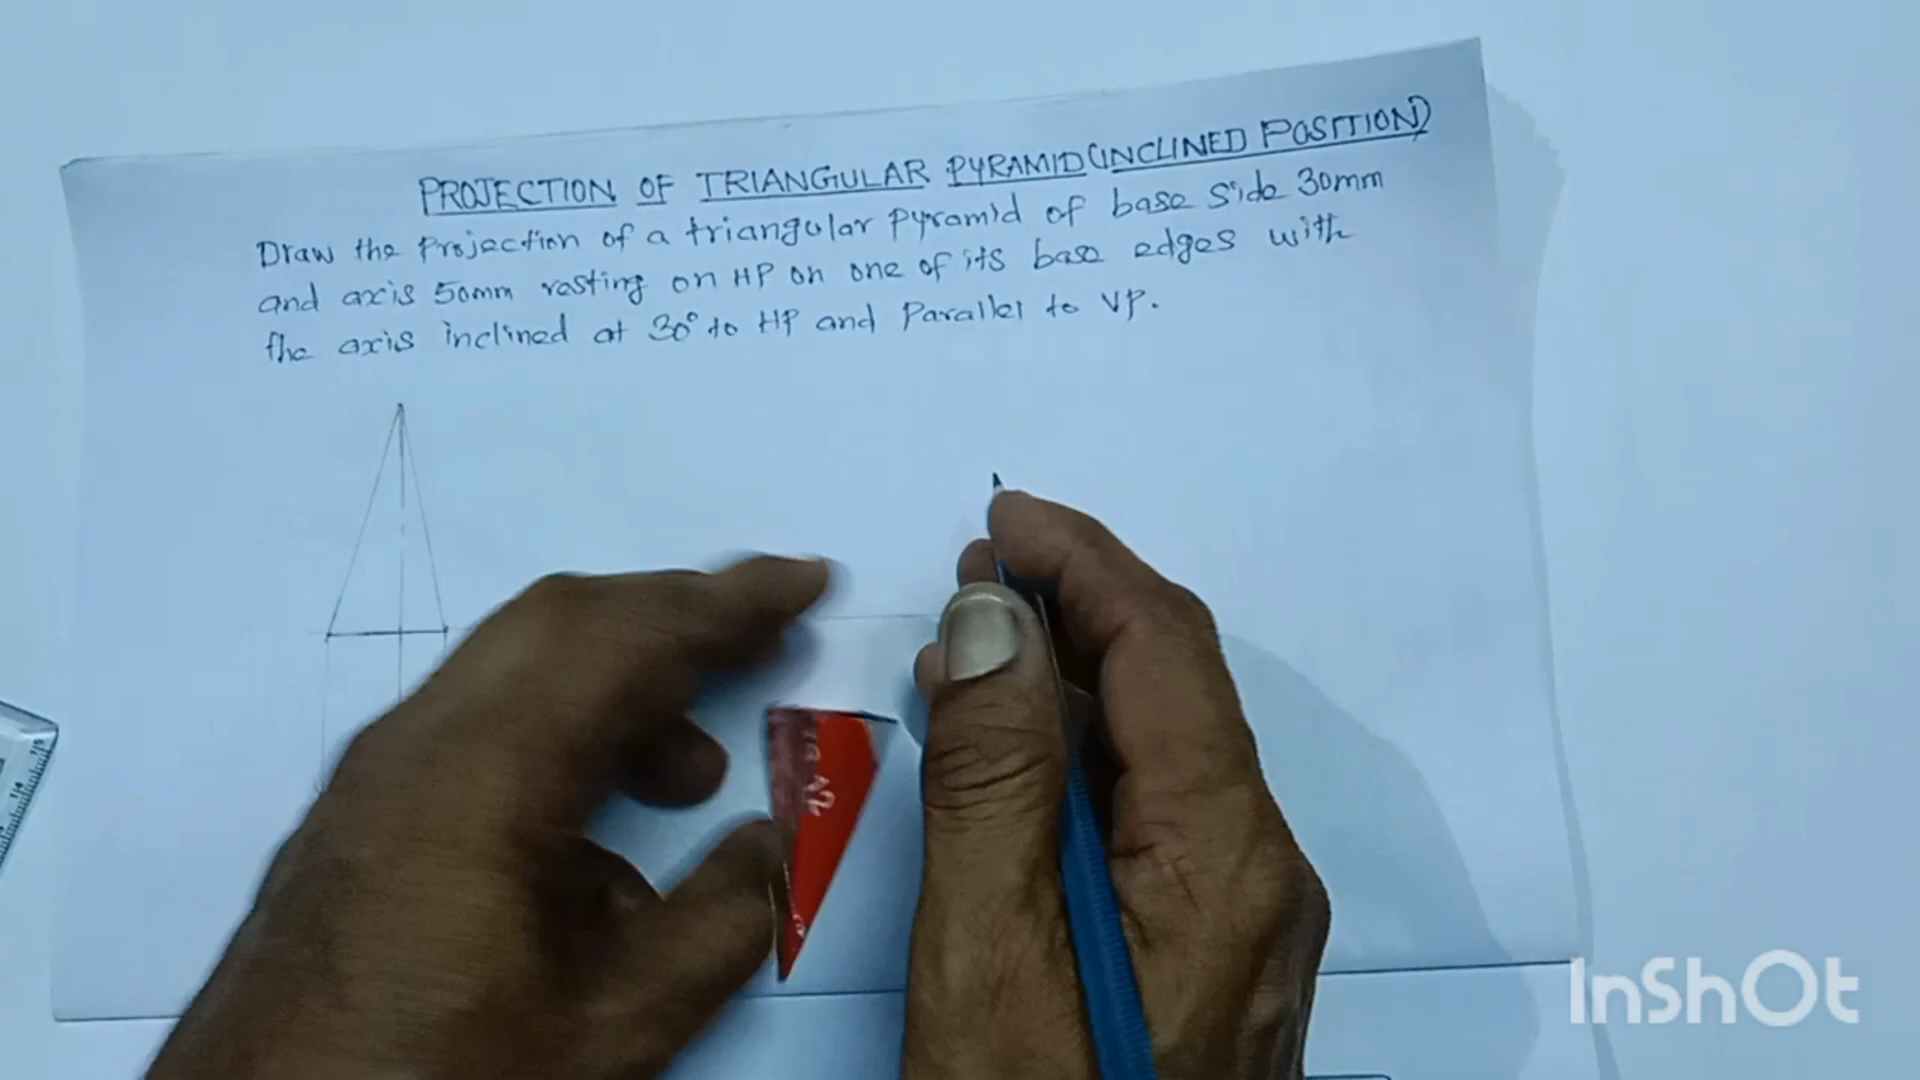 PROJECTION OF TRIANGULAR PYRAMID (INCLINED POSITION)
Draw the Projection of a triangular pyramid of base side 30mm
and axis 50mm resting on HP on one of its base edges with
the axis inclined at 30° to HP and Parallel to VP.
InShOt